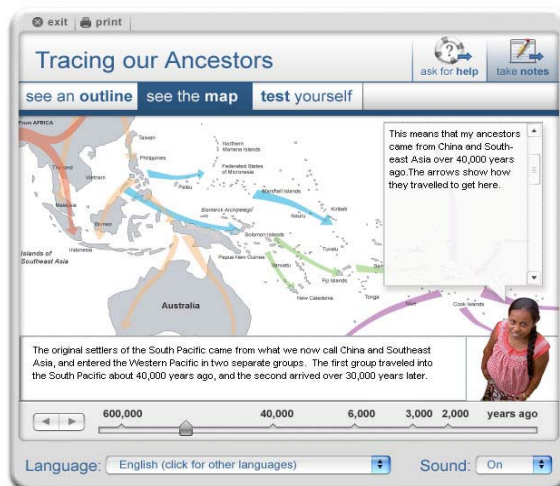 exit print
Tracing our Ancestors
ask for help
take notes
see an outline see the map test yourself
from AFRICA
Taiwan
Northern
Mariana Islands
Philippines
Thailand
Vietnam
Federated States
of Micronesia
Palau
Marshall Islands
Malaysia
Borneo
Bismarck Archipelago
Nauru
Kiribati
Solomon Islands
Islands of
Southeast Asia
Indonesia
Papua New Guinea
Tuvalu
Vanuatu
Fiji Islands
New Caledonia
Tonga
Niue
Cook Islands
Australia
This means that my ancestors
came from China and South-
east Asia over 40,000 years
ago.The arrows show how
they travelled to get here.
The original settlers of the South Pacific came from what we now call China and Southeast
Asia, and entered the Western Pacific in two separate groups. The first group traveled into
the South Pacific about 40,000 years ago, and the second arrived over 30,000 years later.
600,000 40,000 6,000 3,000 2,000 years ago
Language: English (click for other languages) Sound: On